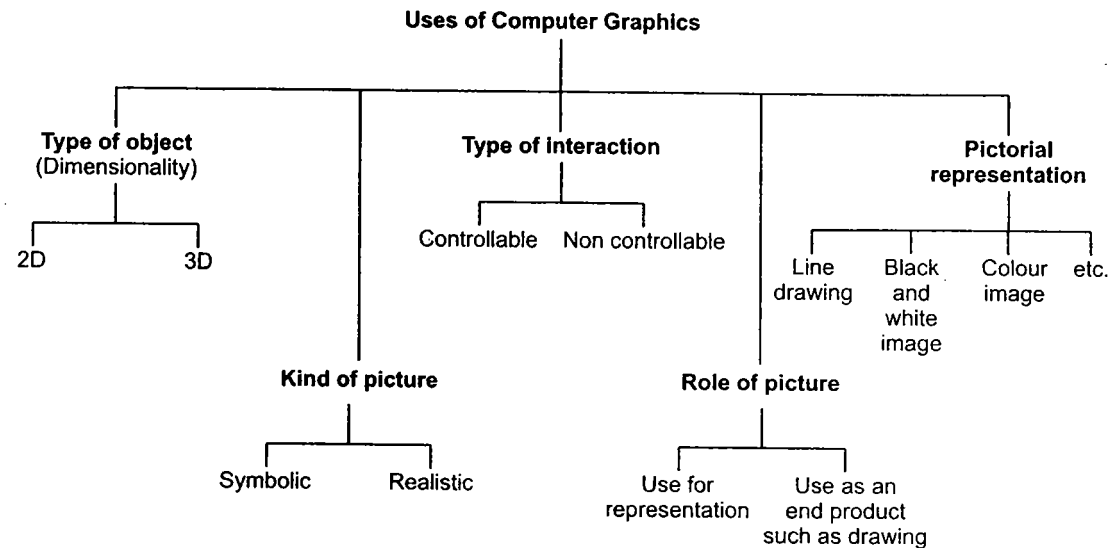 Uses of Computer Graphics
Type of object
(Dimensionality)
2D
3D
Type of interaction
Controllable
Non controllable
Pictorial
representation
Line
drawing
Black
and
white
image
Colour
image
etc.
Kind of picture
Symbolic
Realistic
Role of picture
Use for
representation
Use as an
end product
such as drawing